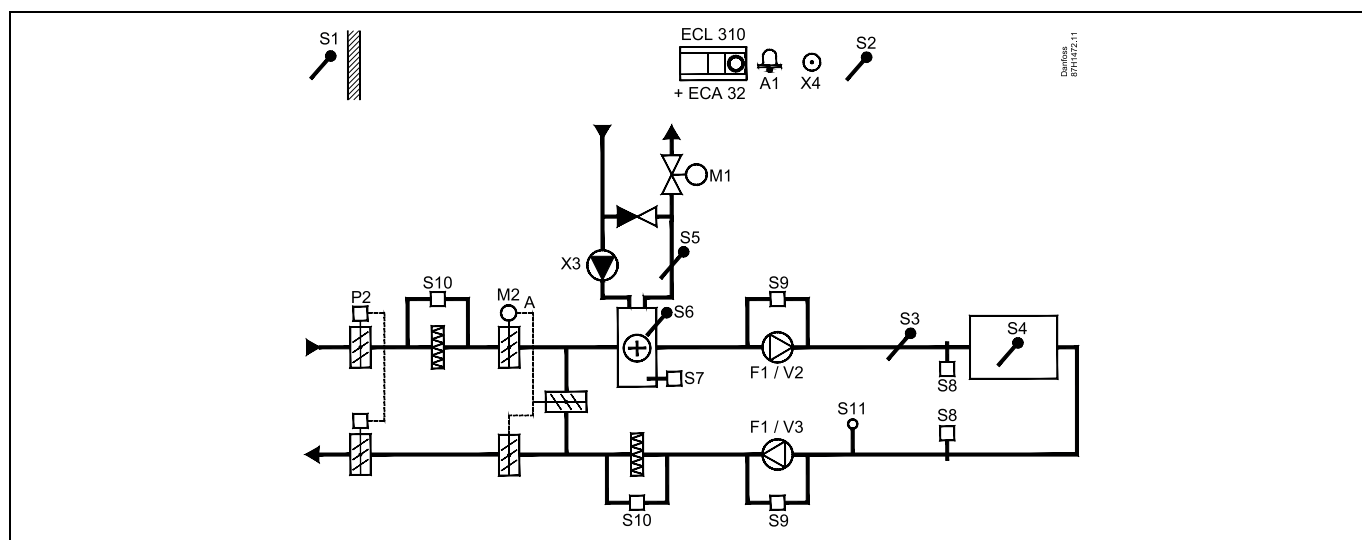 S1
ECL 310
S2
+ ECA 32
A1
X4
Danfoss
87H1472.11
M1
S5
X3
S10
P2
M2
A
S6
S9
S3
S4
F1 / V2
S7
S8
S11
S8
F1 / V3
S10
S9